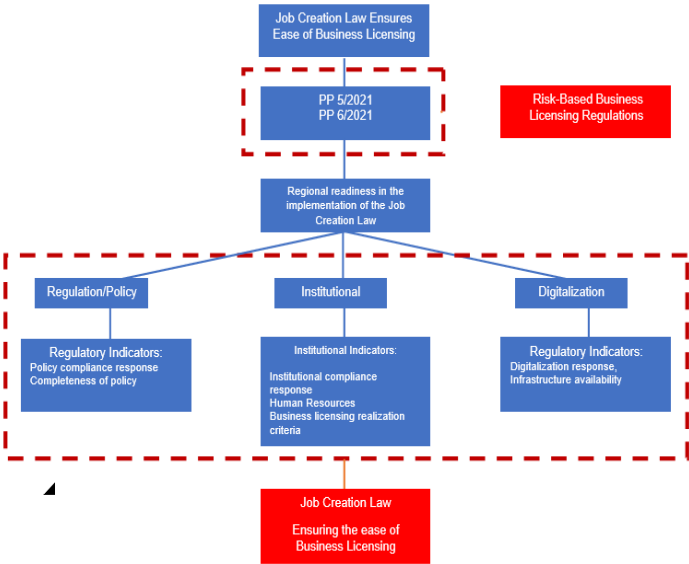 Job Creation Law Ensures
Ease of Business Licensing
PP 5/2021
PP 6/2021
Risk-Based Business
Licensing Regulations
Regional readiness in the
implementation of the Job
Creation Law
Regulation/Policy
Institutional
Digitalization
Regulatory Indicators:
Policy compliance response
Completeness of policy
Institutional Indicators:
Institutional compliance
response
Human Resources
Business licensing realization
criteria
Regulatory Indicators:
Digitalization response,
Infrastructure availability
Job Creation Law
Ensuring the ease of
Business Licensing